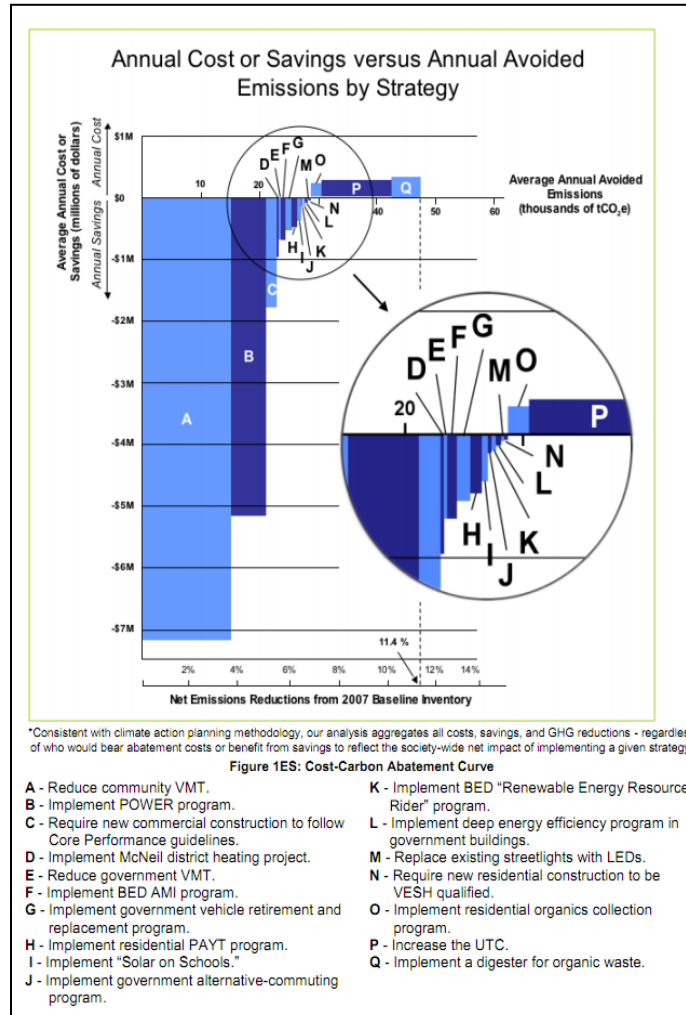 Annual Cost or Savings versus Annual Avoided
Emissions by Strategy
Average Annual Cost or
Savings (millions of dollars)
Annual Savings
Annual Cost
$1M
$0
-$1M
-$2M
-$3M
-$4M
-$5M
-$6M
-$7M
10
20
40
50
60
Average Annual Avoided
Emissions
(thousands of tCO2e)
A
B
C
D
E
F
G
M
O
P
Q
N
L
K
J
I
H
D
E
F
G
M
O
20
P
N
L
K
J
I
H
11.4 %
2%
4%
6%
8%
10%
12%
14%
Net Emissions Reductions from 2007 Baseline Inventory
*Consistent with climate action planning methodology, our analysis aggregates all costs, savings, and GHG reductions - regardles
of who would bear abatement costs or benefit from savings to reflect the society-wide net impact of implementing a given strategy
Figure 1ES: Cost-Carbon Abatement Curve
A - Reduce community VMT.
B - Implement POWER program.
C - Require new commercial construction to follow
Core Performance guidelines.
D - Implement McNeil district heating project.
E - Reduce government VMT.
F - Implement BED AMI program.
G - Implement government vehicle retirement and
replacement program.
H - Implement residential PAYT program.
I - Implement “Solar on Schools.”
J - Implement government alternative-commuting
program.
K - Implement BED “Renewable Energy Resource
Rider” program.
L - Implement deep energy efficiency program in
government buildings.
M - Replace existing streetlights with LEDs.
N - Require new residential construction to be
VESH qualified.
O - Implement residential organics collection
program.
P - Increase the UTC.
Q - Implement a digester for organic waste.